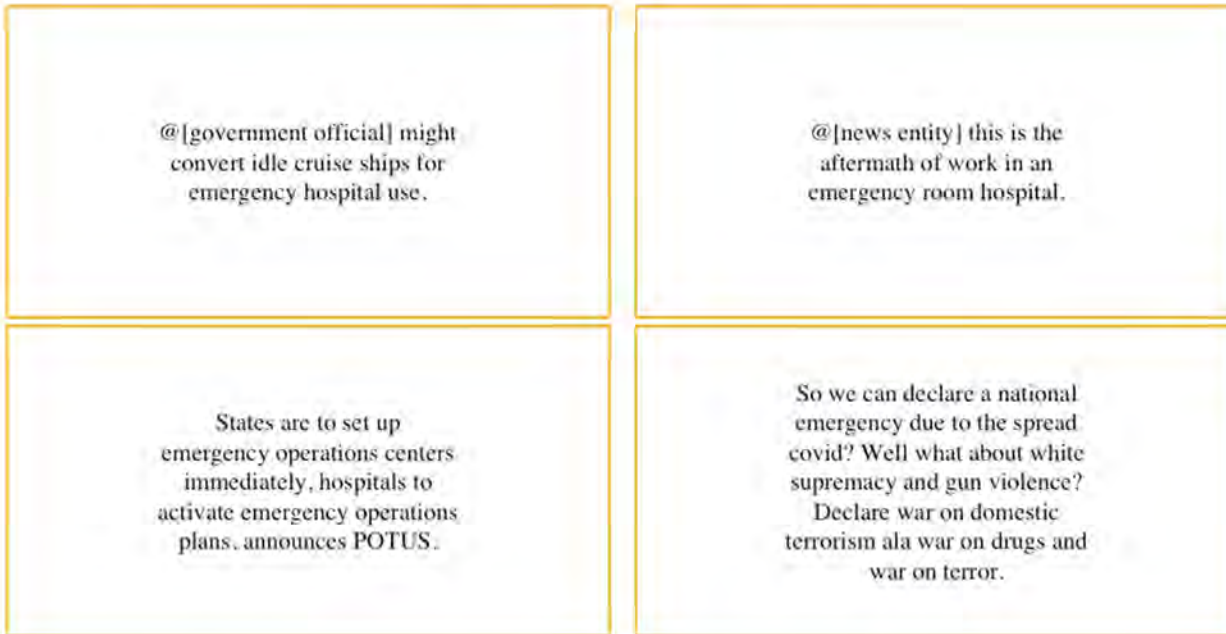 @[government official] might
convert idle cruise ships for
emergency hospital use.
@[news entity] this is the
aftermath of work in an
emergency room hospital.
States are to set up
emergency operations centers
immediately, hospitals to
activate emergency operations
plans, announces POTUS.
So we can declare a national
emergency due to the spread
covid? Well what about white
supremacy and gun violence?
Declare war on domestic
terrorism ala war on drugs and
war on terror.